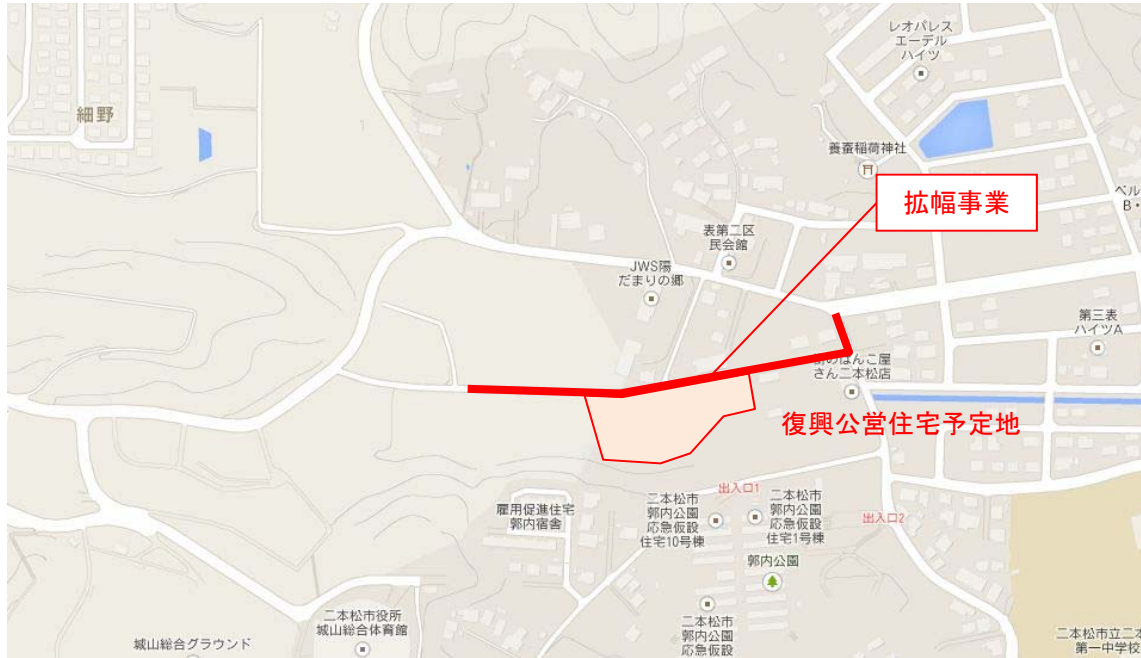 レオパレス
エーデル
ハイツ
細野
養蚕稲荷神社
ベル
B・
拡幅事業
表第二区
民会館
JWS陽
だまりの郷
第三表
ハイツA
街のはんこ屋
さん二本松店
復興公営住宅予定地
出入口1
雇用促進住宅
郭内宿舎
二本松市
郭内公園
応急仮設
住宅10号棟
二本松市
郭内公園
応急仮設
住宅1号棟
出入口2
郭内公園
二本松市役所
城山総合体育館
二本松市
郭内公園
応急仮設
城山総合グラウンド
二本松市立二本
第一中学校